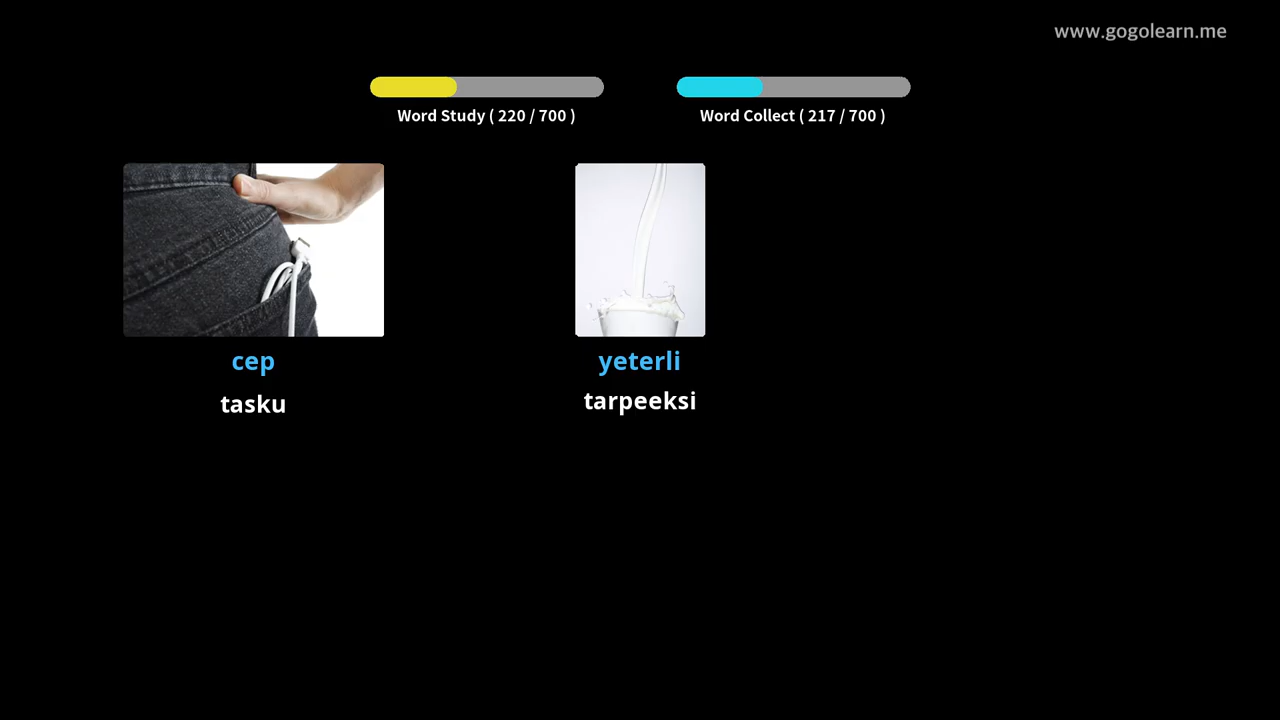 www.gogolearn.me
Word Study ( 220 / 700 )
Word Collect ( 217 / 700 )
cep
tasku
yeterli
tarpeeksi